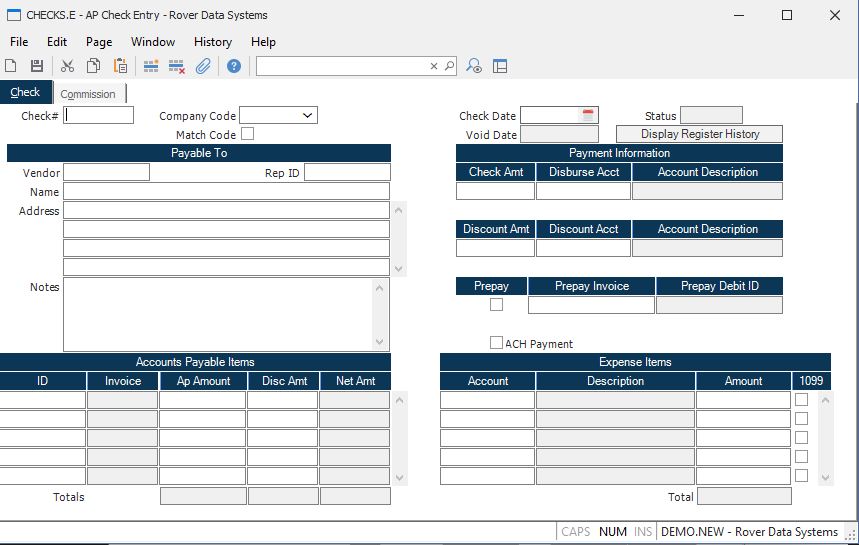 CHECKS.E - AP Check Entry - Rover Data Systems
File Edit Page Window History Help
Check Commission
Check# Company Code Check Date Status
Match Code Void Date Display Register History
Payable To Payment Information
Vendor Rep ID Check Amt Disburse Acct Account Description
Name
Address
Discount Amt Discount Acct Account Description
Notes Prepay Prepay Invoice Prepay Debit ID
ACH Payment
Accounts Payable Items Expense Items
ID Invoice Ap Amount Disc Amt Net Amt Account Description Amount 1099
Totals Total
CAPS NUM INS DEMO.NEW - Rover Data Systems